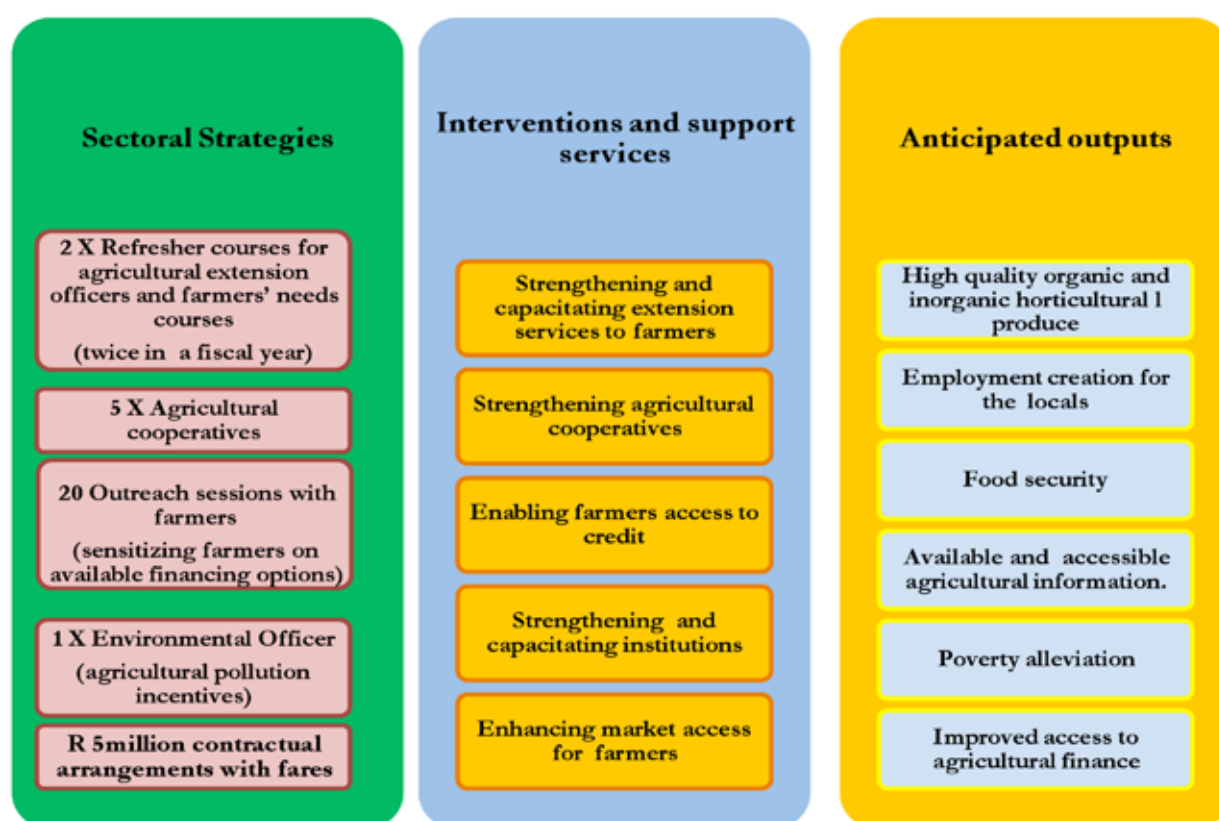 Sectoral Strategies
2 X Refresher courses for
agricultural extension
officers and farmers’ needs
courses
(twice in a fiscal year)
5 X Agricultural
cooperatives
20 Outreach sessions with
farmers
(sensitizing farmers on
available financing options)
1 X Environmental Officer
(agricultural pollution
incentives)
R 5million contractual
arrangements with fares
Interventions and support
services
Strengthening and
capacitating extension
services to farmers
Strengthening agricultural
cooperatives
Enabling farmers access to
credit
Strengthening and
capacitating institutions
Enhancing market access
for farmers
Anticipated outputs
High quality organic and
inorganic horticultural l
produce
Employment creation for
the locals
Food security
Available and accessible
agricultural information.
Poverty alleviation
Improved access to
agricultural finance